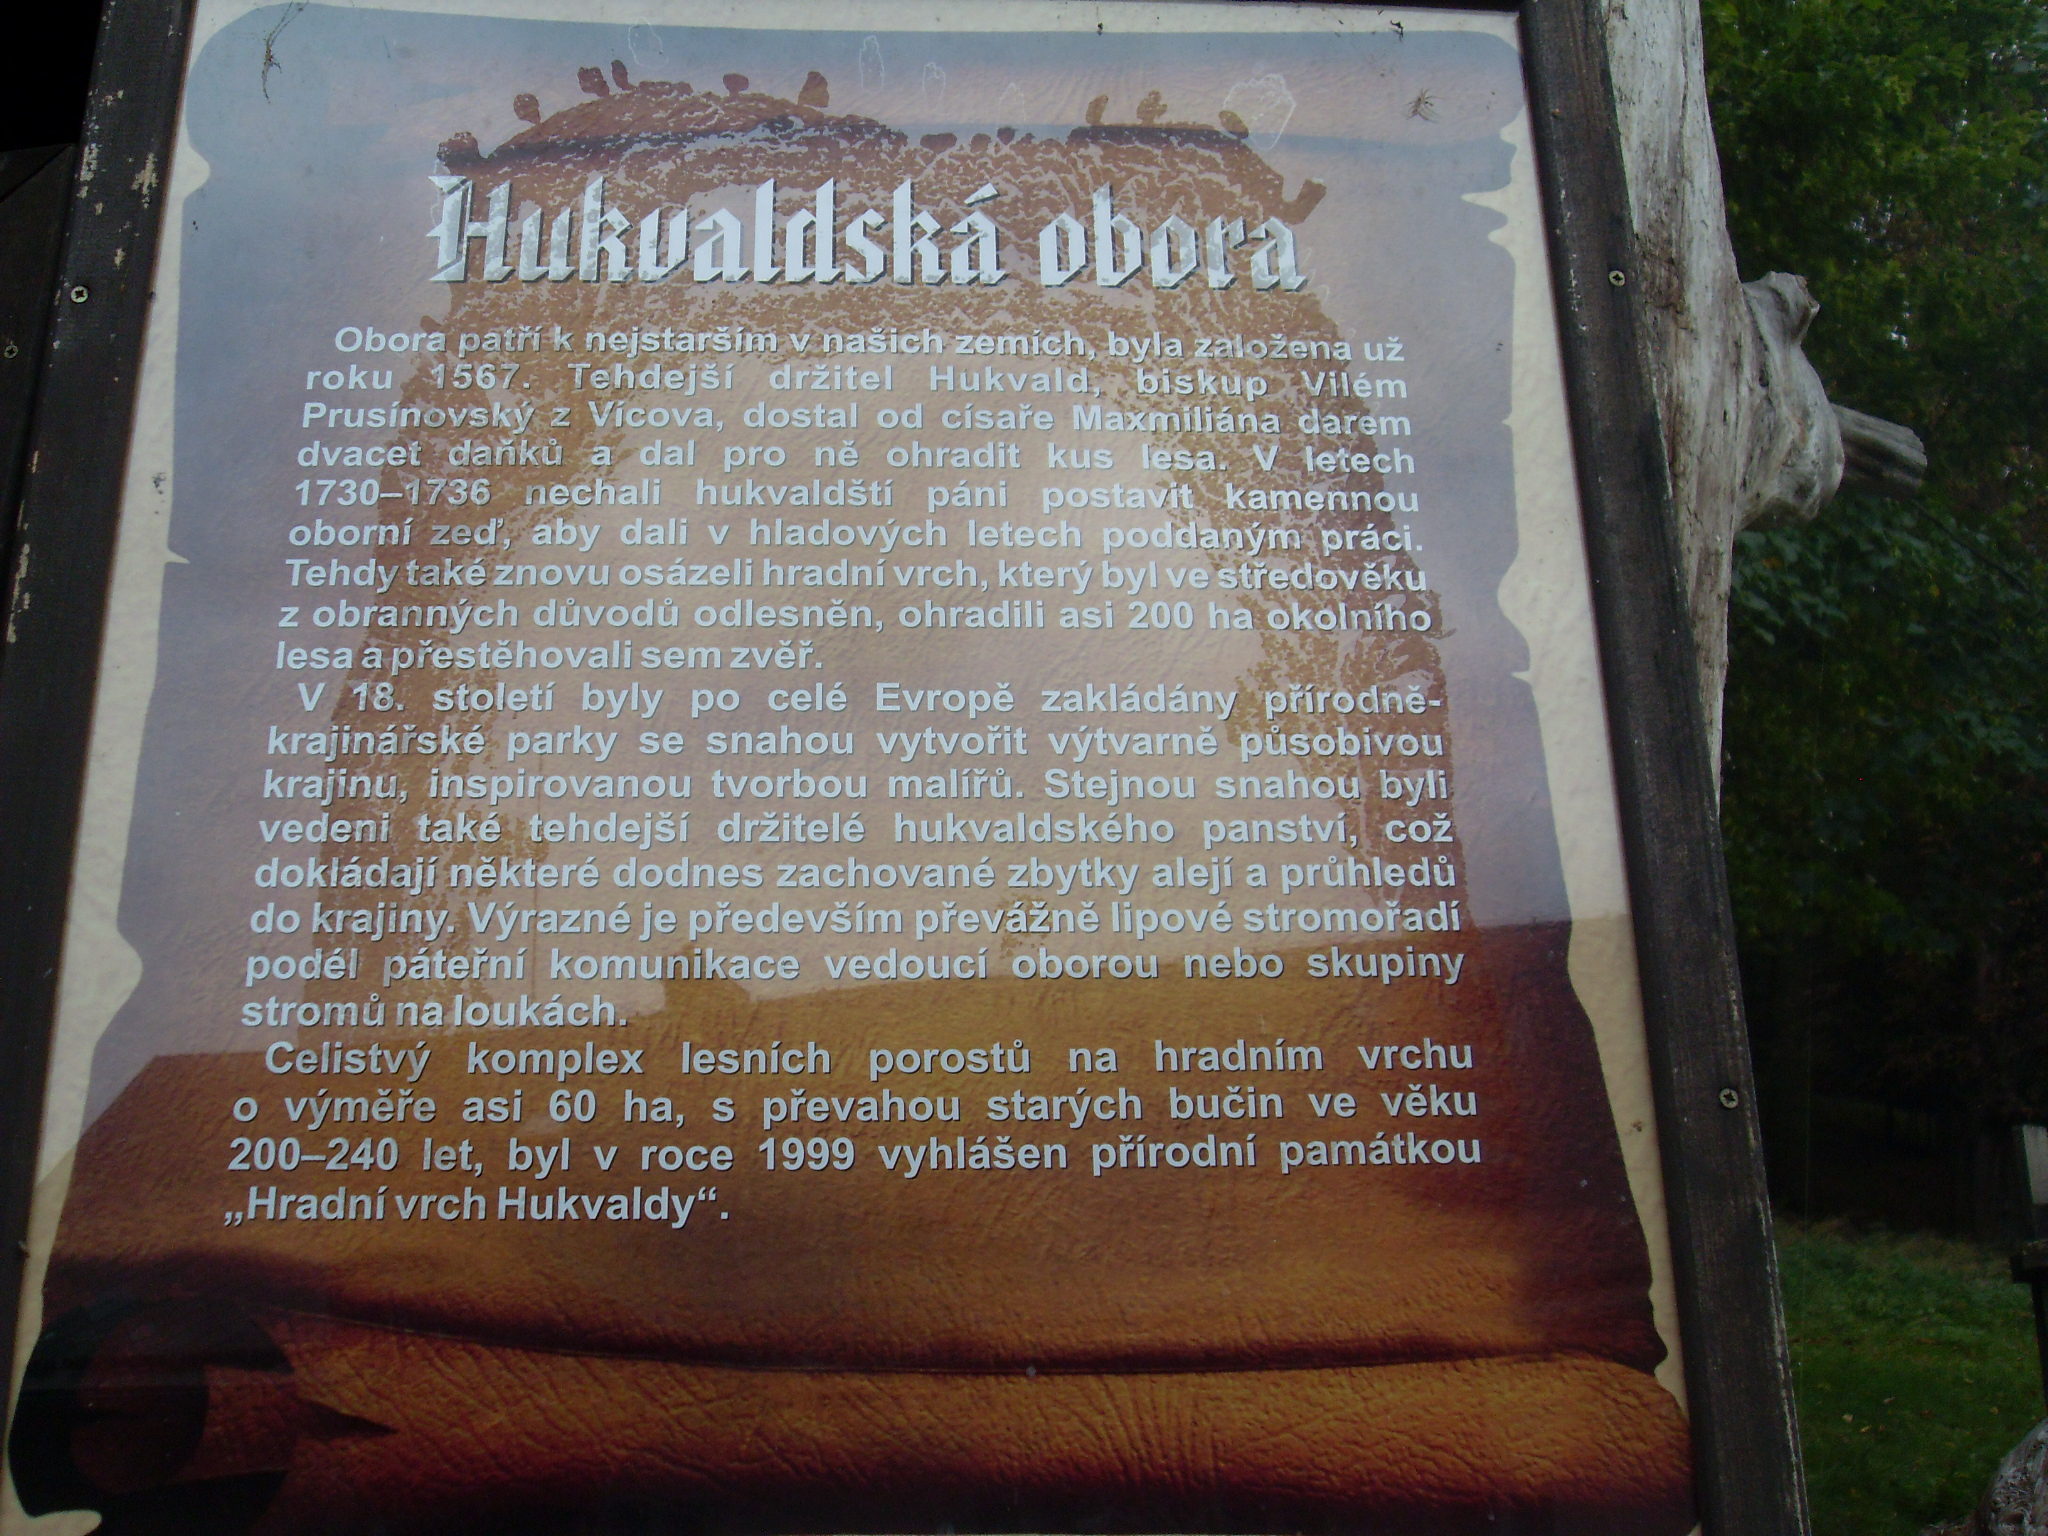 Hukvaldská obora
Obora patří k nejstarším v našich zemích, byla založena už
roku 1567. Tehdejší držitel Hukvald, biskup Vilém
Prusínovský z Vícova, dostal od císaře Maxmiliána darem
dvacet daňků a dal pro ně ohradit kus lesa. V letech
1730–1736 nechali hukvaldští páni postavit kamennou
oborní zeď, aby dali v hladových letech poddaným práci.
Tehdy také znovu osázeli hradní vrch, který byl ve středověku
z obranných důvodů odlesněn, ohradili asi 200 ha okolního
lesa a přestěhovali sem zvěř.
V 18. století byly po celé Evropě zakládány přírodně-
krajinářské parky se snahou vytvořit výtvarně působivou
krajinu, inspirovanou tvorbou malířů. Stejnou snahou byli
vedeni také tehdejší držitelé hukvaldského panství, což
dokládají některé dodnes zachované zbytky alejí a průhledů
do krajiny. Výrazné je především převážně lipové stromořadí
podél páteřní komunikace vedoucí oborou nebo skupiny
stromů na loukách.
Celistvý komplex lesních porostů na hradním vrchu
o výměře asi 60 ha, s převahou starých bučin ve věku
200–240 let, byl v roce 1999 vyhlášen přírodní památkou
„Hradní vrch Hukvaldy“.